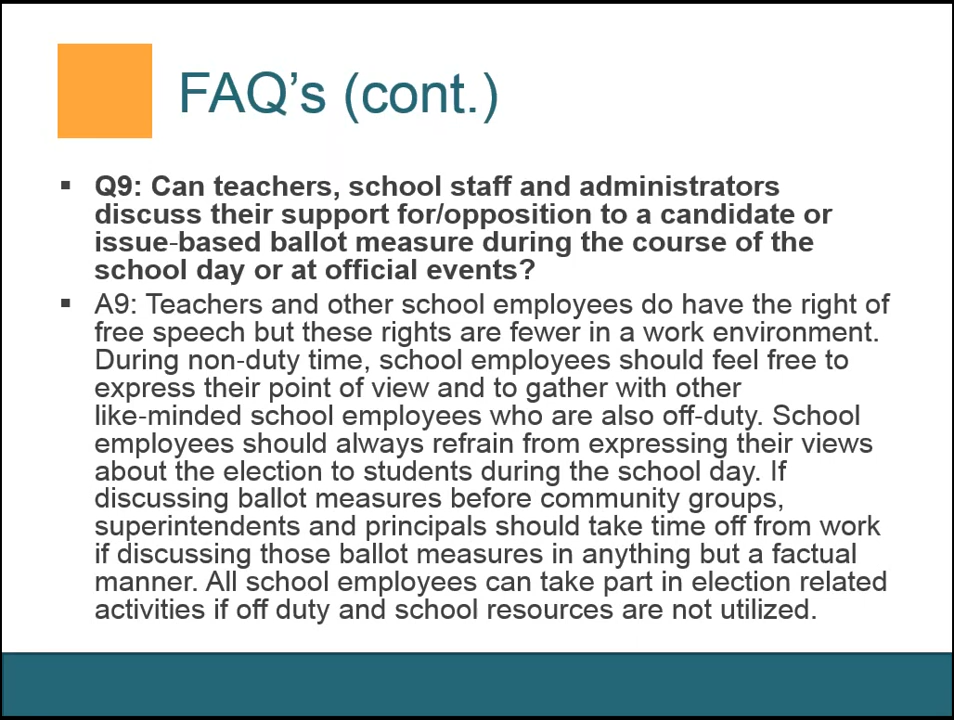 FAQ’s (cont.)
▪ Q9: Can teachers, school staff and administrators
discuss their support for/opposition to a candidate or
issue-based ballot measure during the course of the
school day or at official events?
▪ A9: Teachers and other school employees do have the right of
free speech but these rights are fewer in a work environment.
During non-duty time, school employees should feel free to
express their point of view and to gather with other
like-minded school employees who are also off-duty. School
employees should always refrain from expressing their views
about the election to students during the school day. If
discussing ballot measures before community groups,
superintendents and principals should take time off from work
if discussing those ballot measures in anything but a factual
manner. All school employees can take part in election related
activities if off duty and school resources are not utilized.